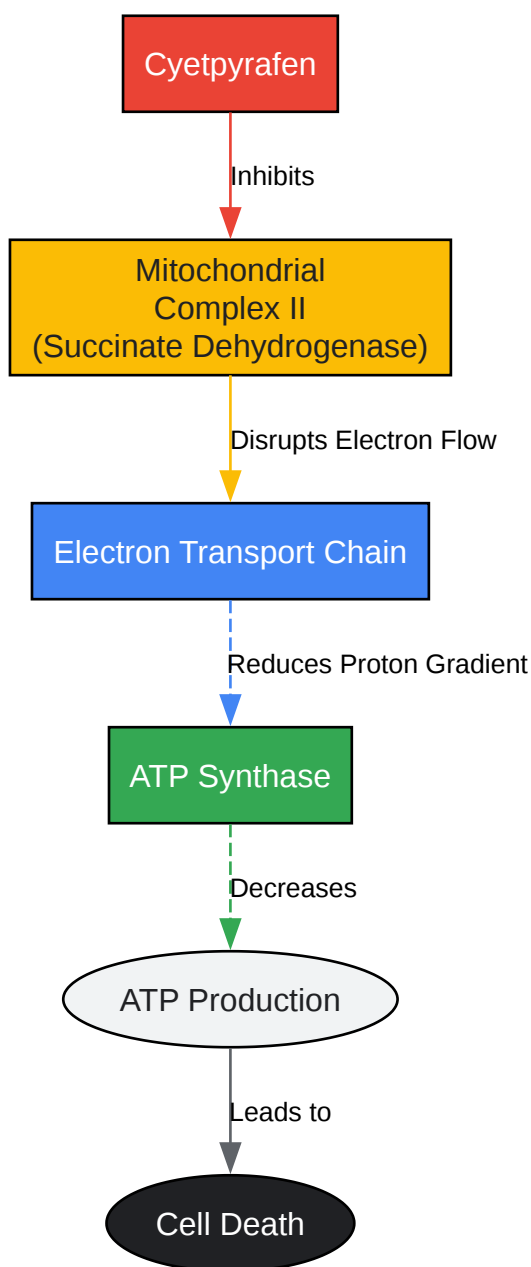 Cyetpyrafen
Inhibits
Mitochondrial
Complex II
(Succinate Dehydrogenase)
Disrupts Electron Flow
Electron Transport Chain
Reduces Proton Gradient
ATP Synthase
Decreases
ATP Production
Leads to
Cell Death